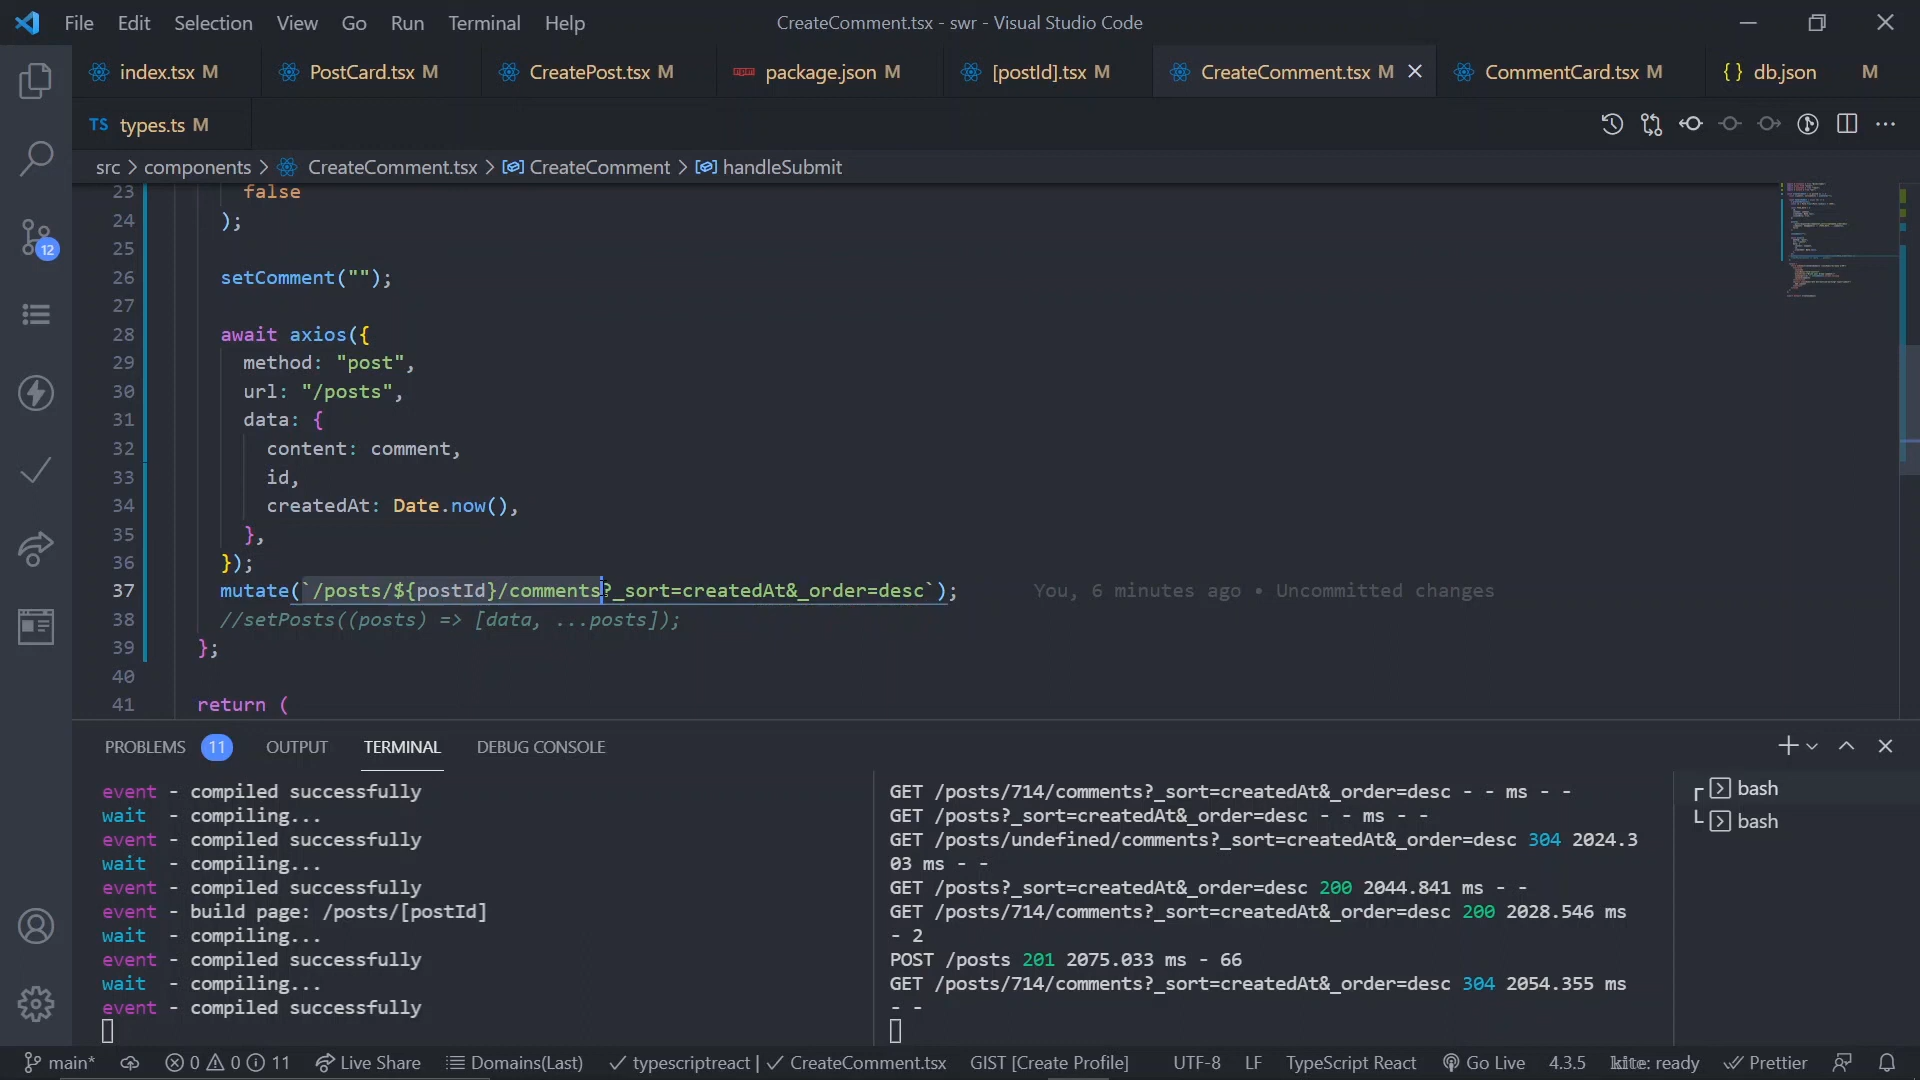 File Edit Selection View Go Run Terminal Help CreateComment.tsx - swr - Visual Studio Code
index.tsx M PostCard.tsx M CreatePost.tsx M package.json M [postId].tsx M CreateComment.tsx M CommentCard.tsx M {} db.json M
TS types.ts M
src > components > CreateComment.tsx > CreateComment > handleSubmit
23 false
24 );
25
26 setComment("");
27
28 await axios({
29 method: "post",
30 url: "/posts",
31 data: {
32 content: comment,
33 id,
34 createdAt: Date.now(),
35 },
36 });
37 mutate(`/posts/${postId}/comments?_sort=createdAt&_order=desc`); You, 6 minutes ago • Uncommitted changes
38 //setPosts((posts) => [data, ...posts]);
39 };
40
41 return (
12
PROBLEMS 11 OUTPUT TERMINAL DEBUG CONSOLE
event - compiled successfully
wait - compiling...
event - compiled successfully
wait - compiling...
event - compiled successfully
event - build page: /posts/[postId]
wait - compiling...
event - compiled successfully
wait - compiling...
event - compiled successfully
GET /posts/714/comments?_sort=createdAt&_order=desc - - ms - -
GET /posts?_sort=createdAt&_order=desc - - ms - -
GET /posts/undefined/comments?_sort=createdAt&_order=desc 304 2024.3
03 ms - -
GET /posts?_sort=createdAt&_order=desc 200 2044.841 ms - -
GET /posts/714/comments?_sort=createdAt&_order=desc 200 2028.546 ms
- 2
POST /posts 201 2075.033 ms - 66
GET /posts/714/comments?_sort=createdAt&_order=desc 304 2054.355 ms
- -
bash
bash
main* 0 0 11 Live Share Domains(Last) typescriptreact | CreateComment.tsx GIST [Create Profile] UTF-8 LF TypeScript React Go Live 4.3.5 kite: ready Prettier